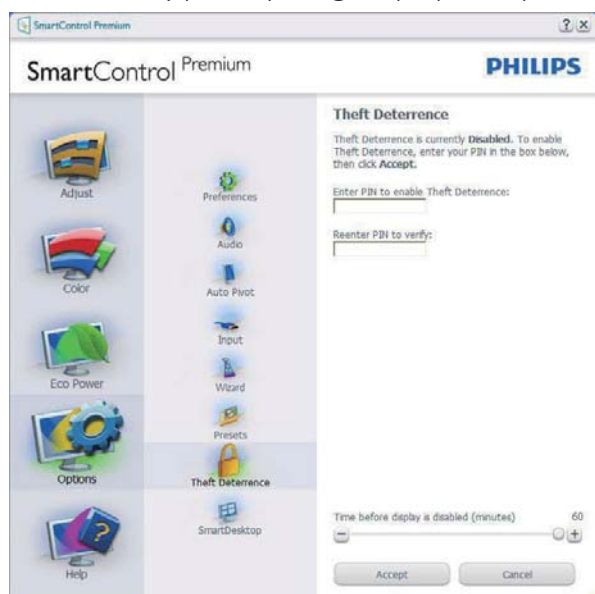 SmartControl Premium
SmartControl Premium
PHILIPS
Adjust
Color
Eco Power
Options
Help
Preferences
Audio
Auto Pivot
Input
Wizard
Presets
Theft Deterrence
SmartDesktop
Theft Deterrence
Theft Deterrence is currently Disabled. To enable
Theft Deterrence, enter your PIN in the box below,
then click Accept.
Enter PIN to enable Theft Deterrence:
Reenter PIN to verify:
Time before display is disabled (minutes) 60
Accept Cancel